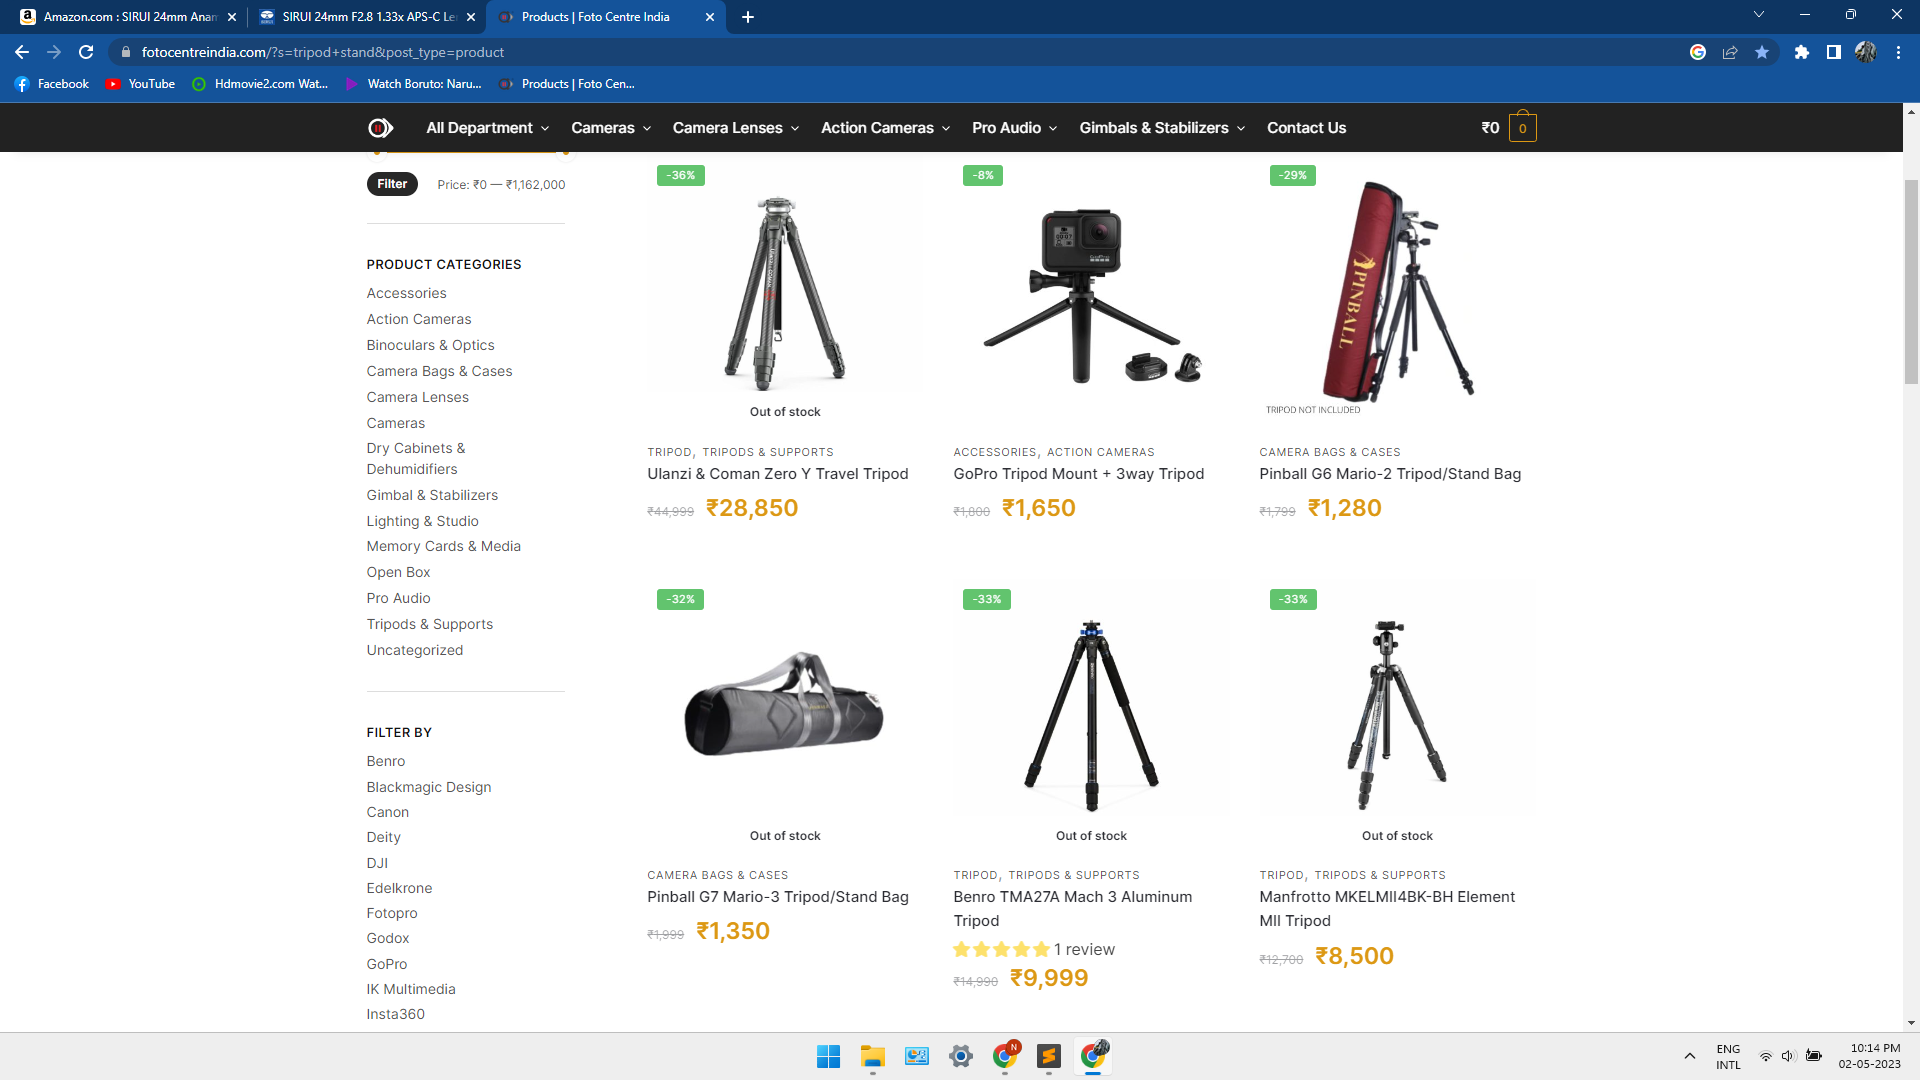 Amazon.com : SIRUI 24mm Anam
SIRUI 24mm F2.8 1.33x APS-C Le
Products | Foto Centre India
fotocentreindia.com/?s=tripod+stand&post_type=product
Facebook
YouTube
Hdmovie2.com Wat...
Watch Boruto: Naru...
Products | Foto Cen...
All Department
Cameras
Camera Lenses
Action Cameras
Pro Audio
Gimbals & Stabilizers
Contact Us
₹0
0
Filter
Price: ₹0 — ₹1,162,000
PRODUCT CATEGORIES
Accessories
Action Cameras
Binoculars & Optics
Camera Bags & Cases
Camera Lenses
Cameras
Dry Cabinets &
Dehumidifiers
Gimbal & Stabilizers
Lighting & Studio
Memory Cards & Media
Open Box
Pro Audio
Tripods & Supports
Uncategorized
FILTER BY
Benro
Blackmagic Design
Canon
Deity
DJI
Edelkrone
Fotopro
Godox
GoPro
IK Multimedia
Insta360
-36%
Out of stock
TRIPOD, TRIPODS & SUPPORTS
Ulanzi & Coman Zero Y Travel Tripod
₹44,999 ₹28,850
-8%
ACCESSORIES, ACTION CAMERAS
GoPro Tripod Mount + 3way Tripod
₹1,800 ₹1,650
-29%
PINBALL
TRIPOD NOT INCLUDED
CAMERA BAGS & CASES
Pinball G6 Mario-2 Tripod/Stand Bag
₹1,799 ₹1,280
-32%
Out of stock
CAMERA BAGS & CASES
Pinball G7 Mario-3 Tripod/Stand Bag
₹1,999 ₹1,350
-33%
Out of stock
TRIPOD, TRIPODS & SUPPORTS
Benro TMA27A Mach 3 Aluminum
Tripod
1 review
₹14,990 ₹9,999
-33%
Out of stock
TRIPOD, TRIPODS & SUPPORTS
Manfrotto MKELMII4BK-BH Element
MII Tripod
₹12,700 ₹8,500
N
ENG
INTL
10:14 PM
02-05-2023